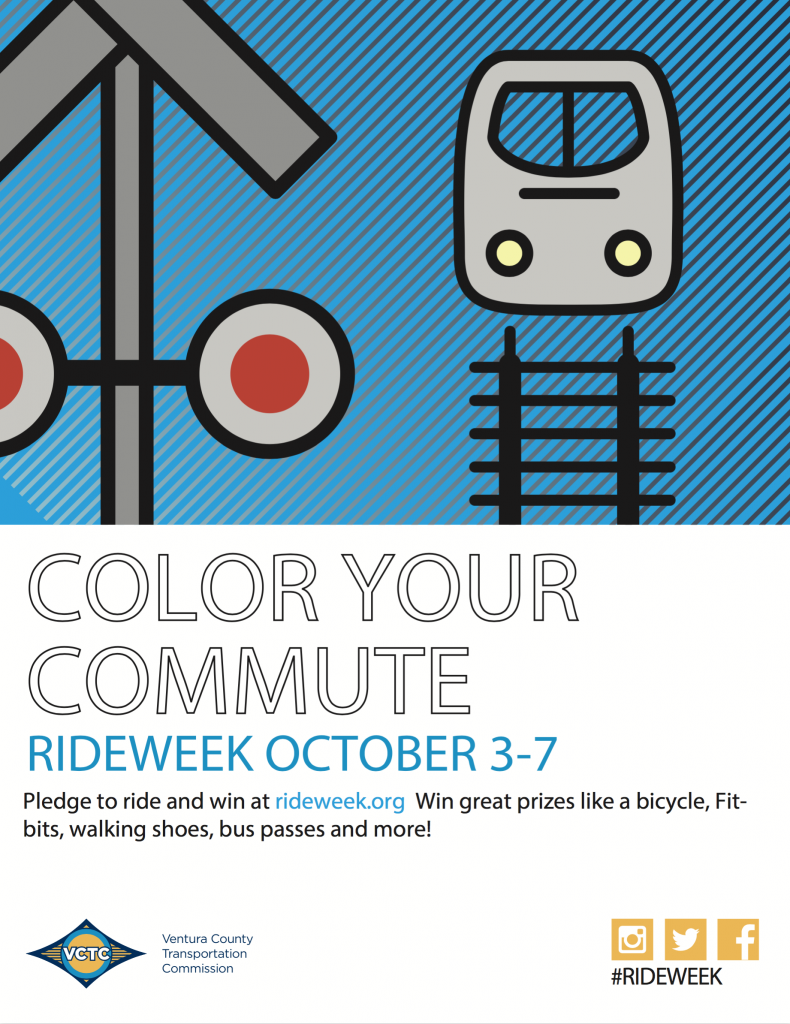 COLOR YOUR
COMMUTE
RIDEWEEK OCTOBER 3-7
Pledge to ride and win at rideweek.org  Win great prizes like a bicycle, Fit-
bits, walking shoes, bus passes and more!
VCTC
Ventura County
Transportation
Commission
#RIDEWEEK